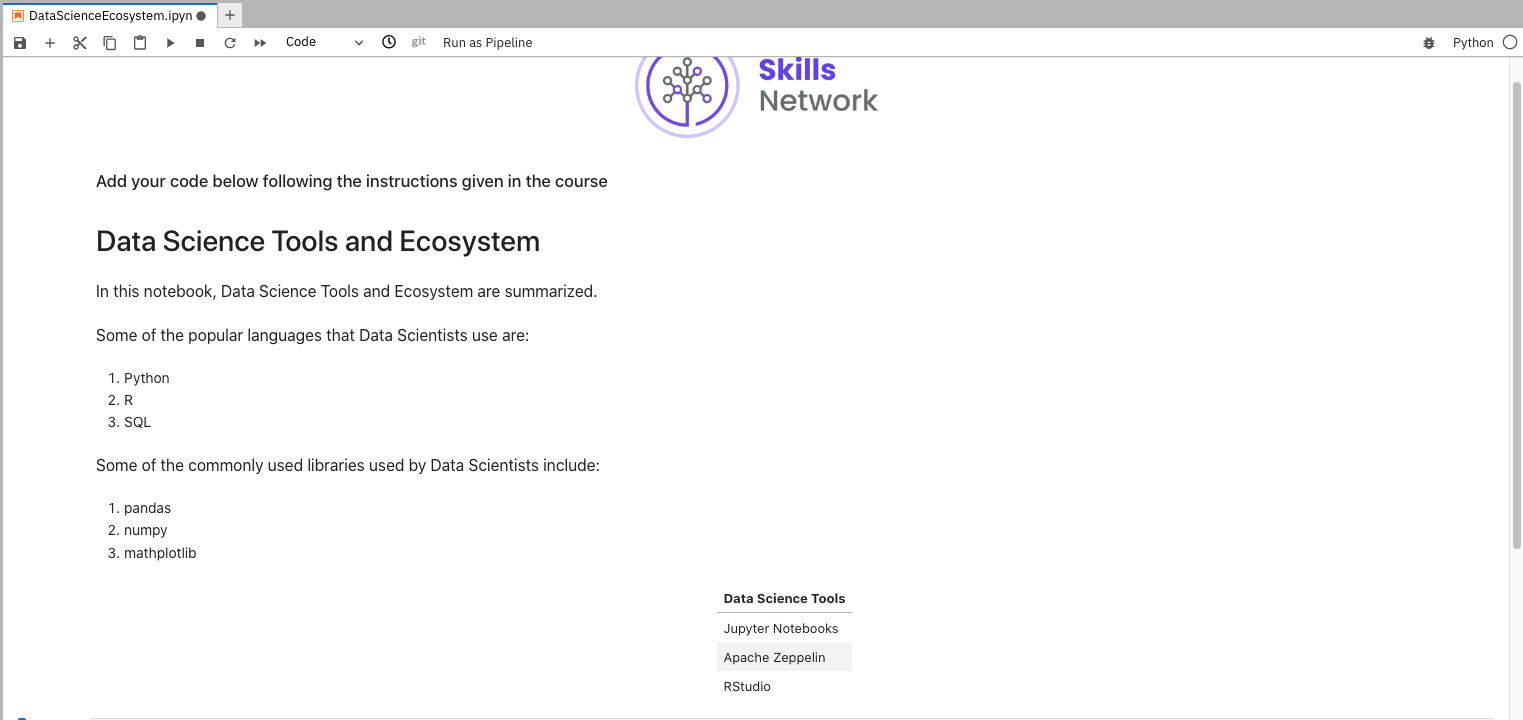 DataScienceEcosystem.ipyn
Code
git
Run as Pipeline
Python
Skills
Network
Add your code below following the instructions given in the course
Data Science Tools and Ecosystem
In this notebook, Data Science Tools and Ecosystem are summarized.
Some of the popular languages that Data Scientists use are:
1. Python
2. R
3. SQL
Some of the commonly used libraries used by Data Scientists include:
1. pandas
2. numpy
3. mathplotlib
Data Science Tools
Jupyter Notebooks
Apache Zeppelin
RStudio